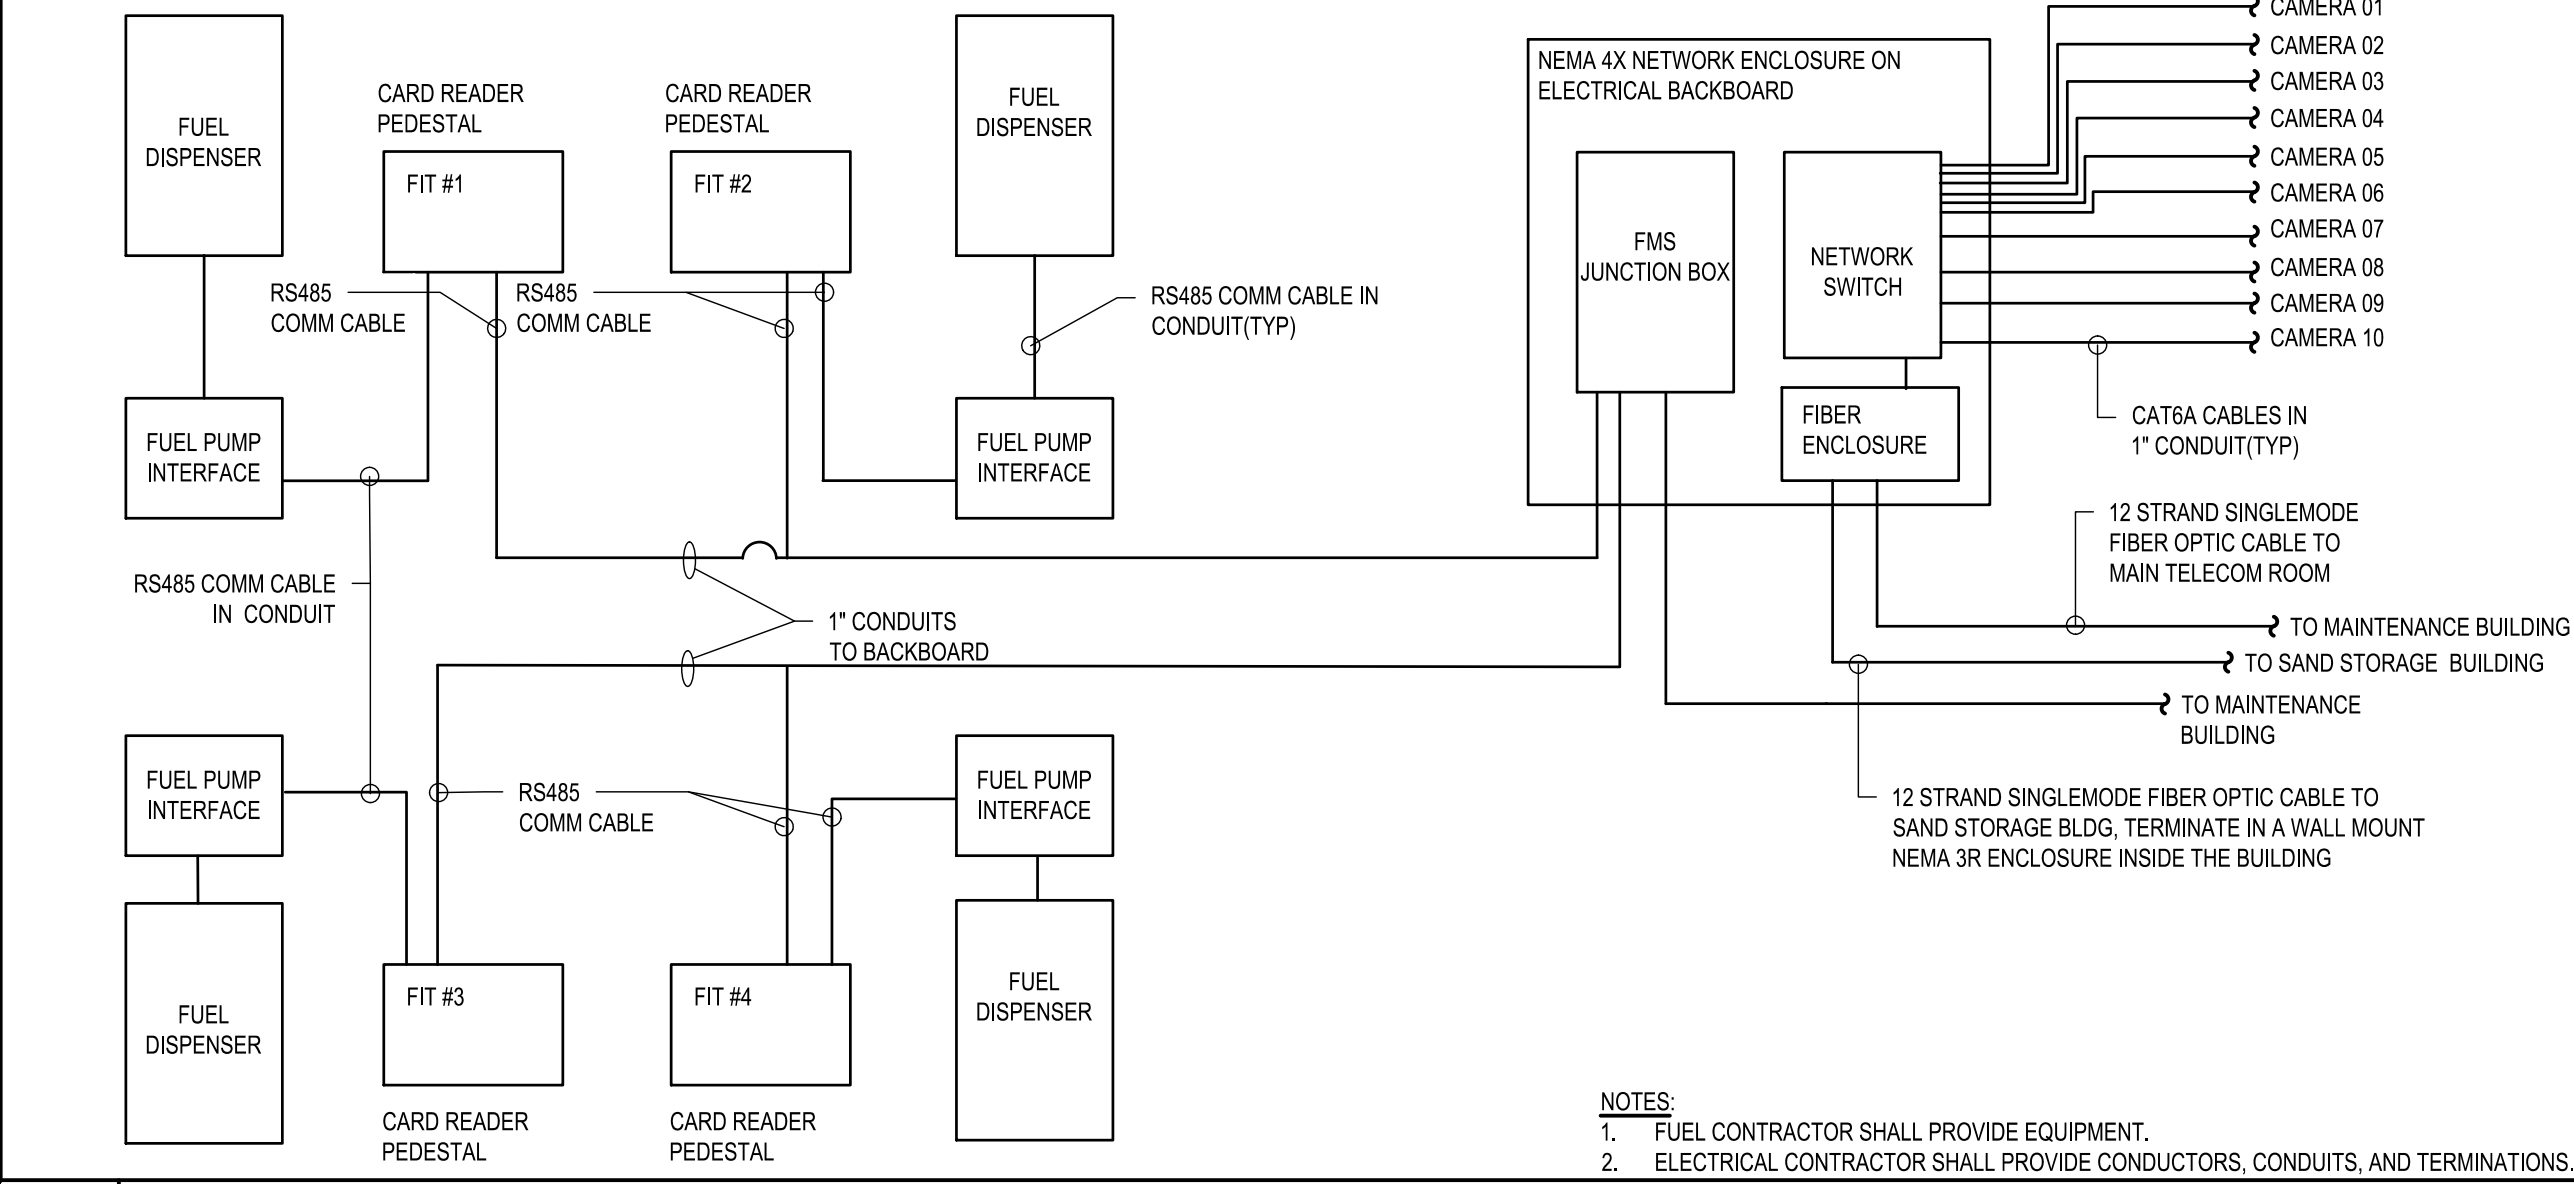 FUEL
DISPENSER
CARD READER
PEDESTAL
FIT #1
CARD READER
PEDESTAL
FIT #2
FUEL
DISPENSER
RS485
COMM CABLE
RS485
COMM CABLE
RS485 COMM CABLE IN
CONDUIT(TYP)
FUEL PUMP
INTERFACE
FUEL PUMP
INTERFACE
RS485 COMM CABLE
IN CONDUIT
1" CONDUITS
TO BACKBOARD
FUEL PUMP
INTERFACE
RS485
COMM CABLE
FUEL PUMP
INTERFACE
FUEL
DISPENSER
FIT #3
CARD READER
PEDESTAL
FIT #4
CARD READER
PEDESTAL
FUEL
DISPENSER
NEMA 4X NETWORK ENCLOSURE ON
ELECTRICAL BACKBOARD
FMS
JUNCTION BOX
NETWORK
SWITCH
FIBER
ENCLOSURE
CAMERA 01
CAMERA 02
CAMERA 03
CAMERA 04
CAMERA 05
CAMERA 06
CAMERA 07
CAMERA 08
CAMERA 09
CAMERA 10
CAT6A CABLES IN
1" CONDUIT(TYP)
12 STRAND SINGLEMODE
FIBER OPTIC CABLE TO
MAIN TELECOM ROOM
TO MAINTENANCE BUILDING
TO SAND STORAGE BUILDING
TO MAINTENANCE
BUILDING
12 STRAND SINGLEMODE FIBER OPTIC CABLE TO
SAND STORAGE BLDG, TERMINATE IN A WALL MOUNT
NEMA 3R ENCLOSURE INSIDE THE BUILDING
NOTES:
1. FUEL CONTRACTOR SHALL PROVIDE EQUIPMENT.
2. ELECTRICAL CONTRACTOR SHALL PROVIDE CONDUCTORS, CONDUITS, AND TERMINATIONS.